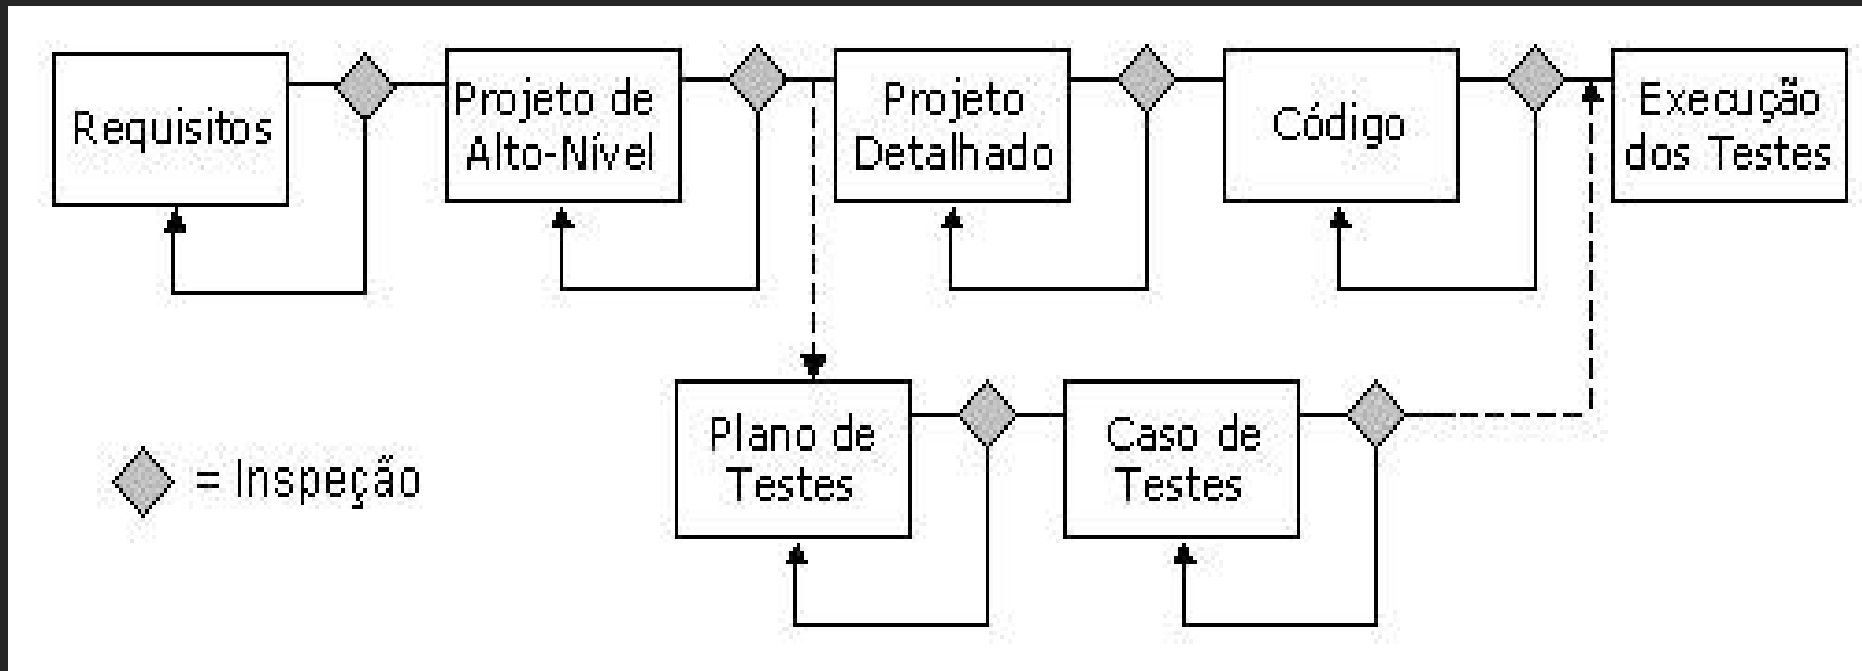 Requisitos
Projeto de
Alto-Nível
Projeto
Detalhado
Código
Execução
dos Testes
Plano de
Testes
Caso de
Testes
= Inspeção